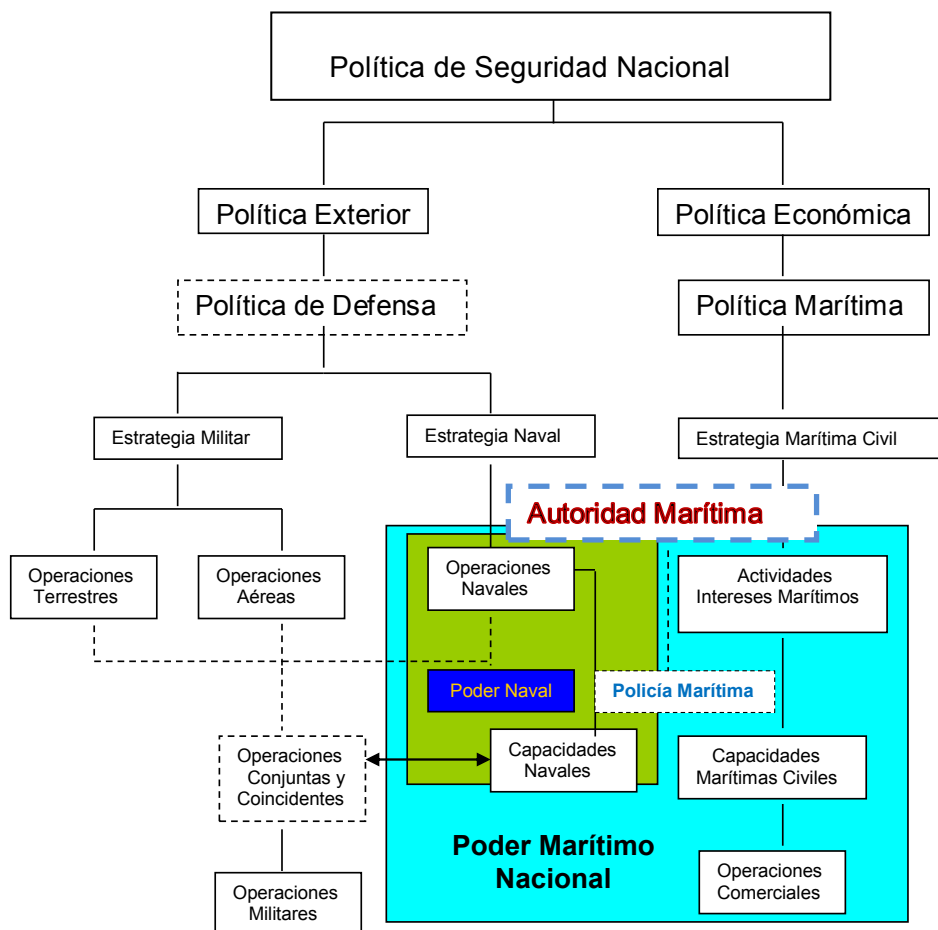 Política de Seguridad Nacional
Política Exterior
Política Económica
Política de Defensa
Política Marítima
Estrategia Militar
Estrategia Naval
Estrategia Marítima Civil
Autoridad Marítima
Operaciones
Terrestres
Operaciones
Aéreas
Operaciones
Navales
Actividades
Intereses Marítimos
Poder Naval
Policía Marítima
Operaciones
Conjuntas y
Coincidentes
Capacidades
Navales
Capacidades
Marítimas Civiles
Poder Marítimo
Nacional
Operaciones
Comerciales
Operaciones
Militares